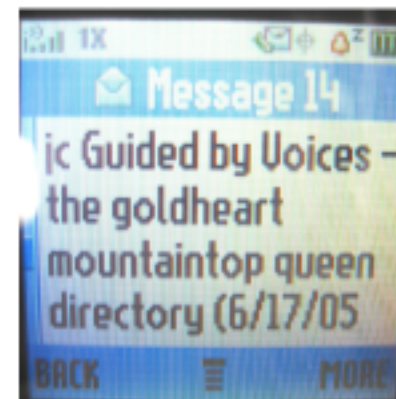 1X
Message 14
jc Guided by Voices -
the goldheart
mountaintop queen
directory (6/17/05
BACK MORE